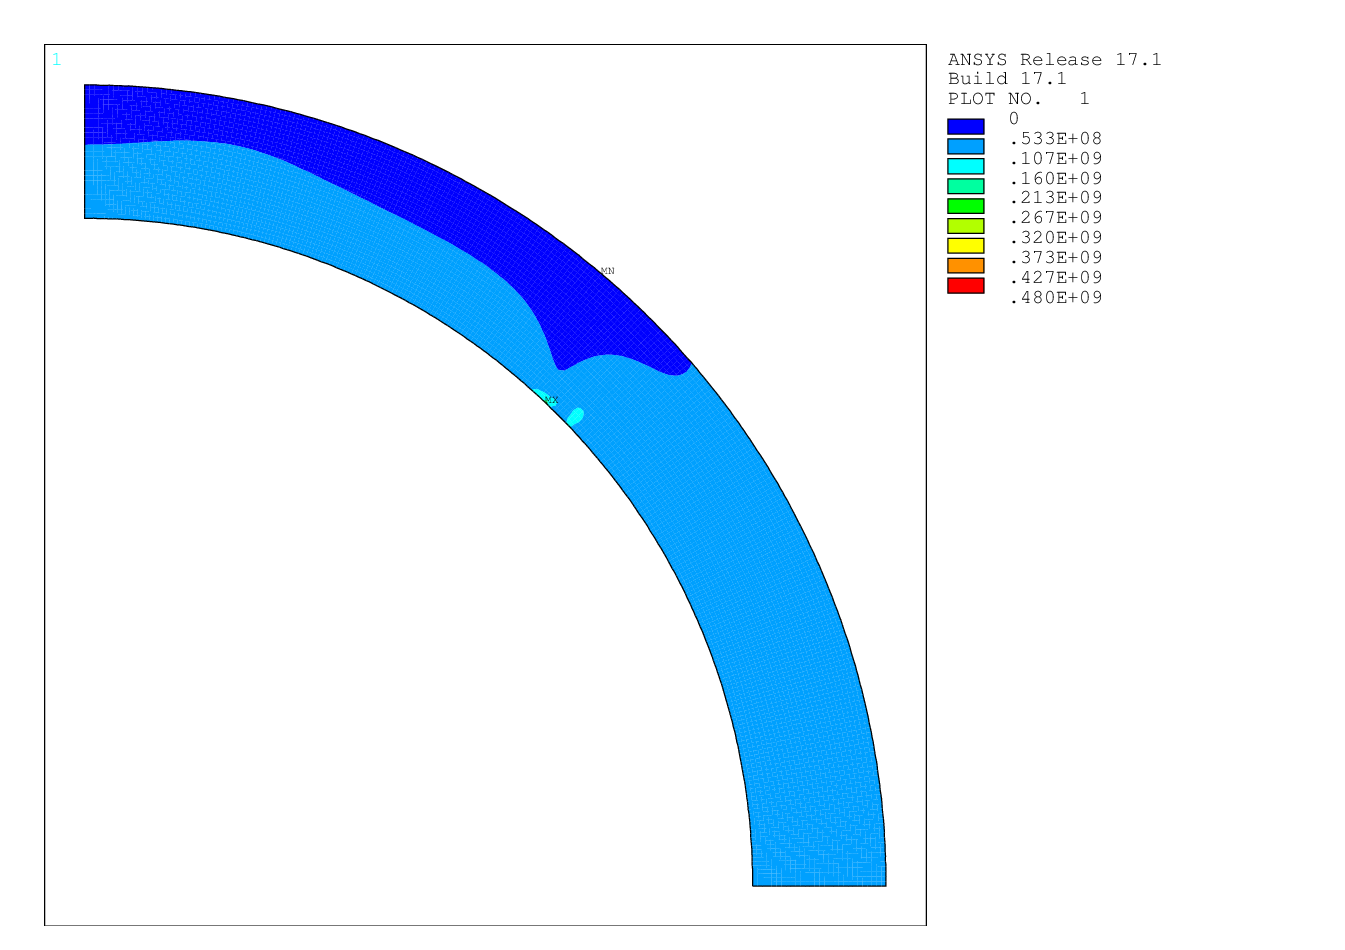 1
ANSYS Release 17.1
Build 17.1
PLOT NO. 1
0
.533E+08
.107E+09
.160E+09
.213E+09
.267E+09
.320E+09
.373E+09
.427E+09
.480E+09
MN
MX